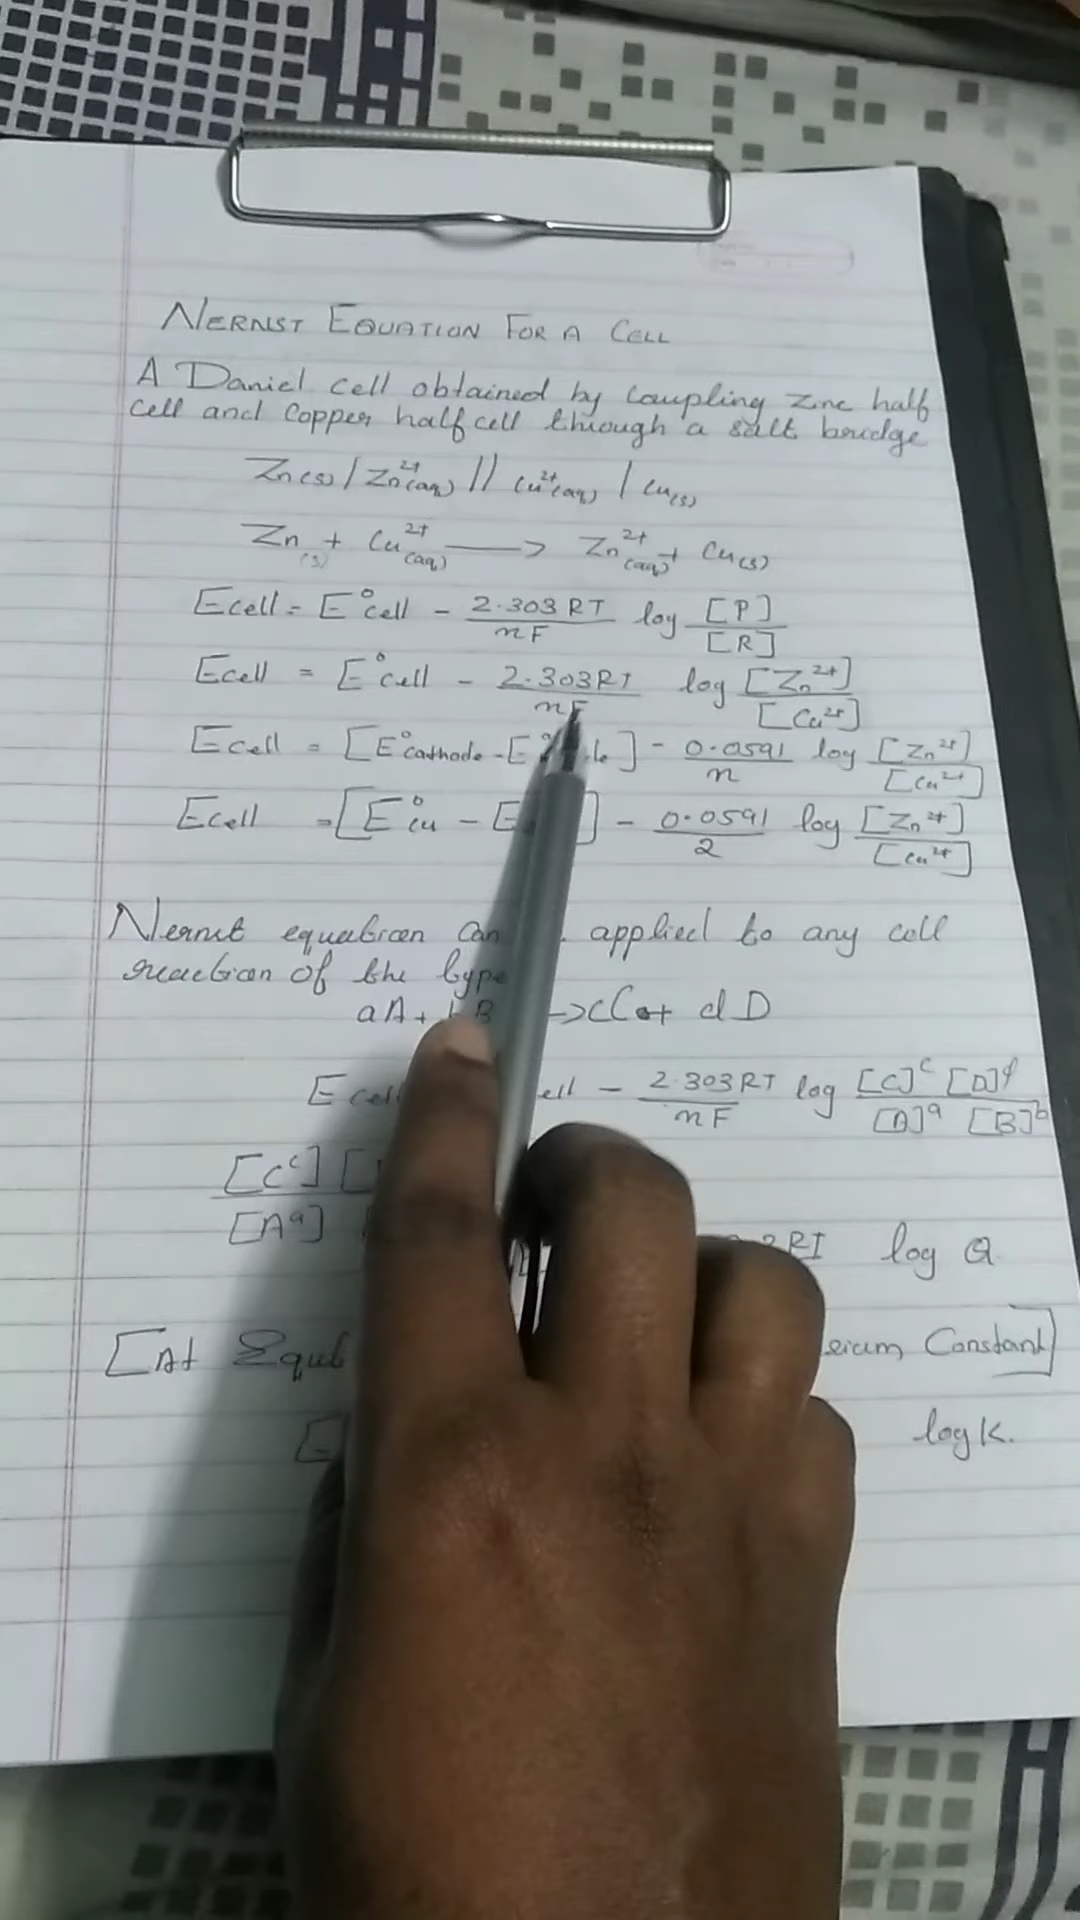 NERNST EQUATION FOR A CELL
A Daniel cell obtained by coupling zinc half
cell and Copper half cell through a salt bridge
Zn(s) / Zn²⁺(aq) // Cu²⁺(aq) / Cu(s)
Zn(s) + Cu²⁺(aq) ⟶ Zn²⁺(aq) + Cu(s)
Ecell = E°cell - 2.303RT/nF log [P]/[R]
Ecell = E°cell - 2.303RT/nF log [Zn²⁺]/[Cu²⁺]
Ecell = [E°cathode - E° ] - 0.0591/n log [Zn²⁺]/[Cu²⁺]
Ecell = [E°Cu - E ] - 0.0591/2 log [Zn²⁺]/[Cu²⁺]
Nernst equation can applied to any cell
reaction of the type
aA + B → cC + dD
Ecell - 2.303RT/nF log [C]ᶜ [D]ᵈ/[A]ᵃ [B]ᵇ
[Cᶜ] [ /[Aᵃ] RT log Q
[At Constant]
log K.